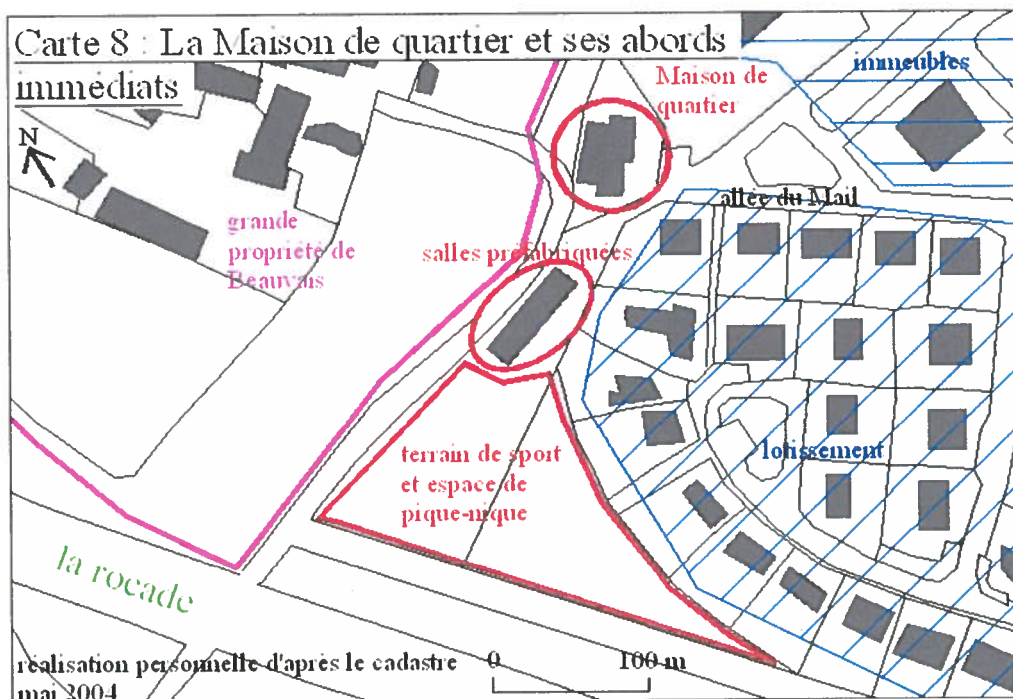 Carte 8 : La Maison de quartier et ses abords
immédiats
immeubles
Maison de
quartier
N
allée du Mail
grande
propriété de
Beauvais
salles préfabriquées
lotissement
terrain de sport
et espace de
pique-nique
la rocade
réalisation personnelle d'après le cadastre
mai 2004
0 100 m